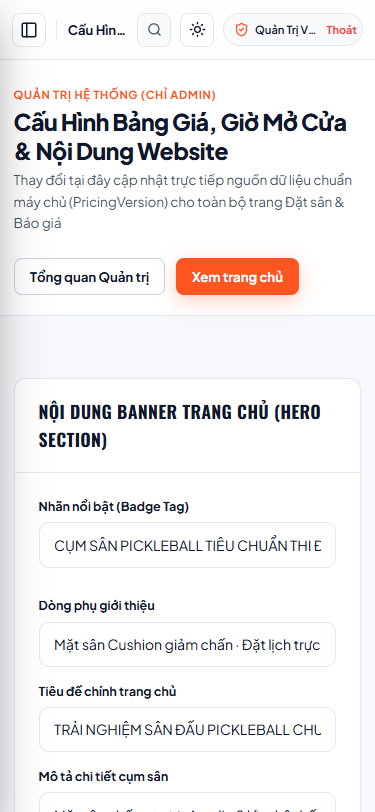 Cấu Hìn...
Quản Trị V...
Thoát
QUẢN TRỊ HỆ THỐNG (CHỈ ADMIN)
Cấu Hình Bảng Giá, Giờ Mở Cửa
& Nội Dung Website
Thay đổi tại đây cập nhật trực tiếp nguồn dữ liệu chuẩn
máy chủ (PricingVersion) cho toàn bộ trang Đặt sân &
Báo giá
Tổng quan Quản trị
Xem trang chủ
NỘI DUNG BANNER TRANG CHỦ (HERO
SECTION)
Nhãn nổi bật (Badge Tag)
CỤM SÂN PICKLEBALL TIÊU CHUẨN THI
Dòng phụ giới thiệu
Mặt sân Cushion giảm chấn · Đặt lịch trực
Tiêu đề chính trang chủ
TRẢI NGHIỆM SÂN ĐẤU PICKLEBALL
Mô tả chi tiết cụm sân